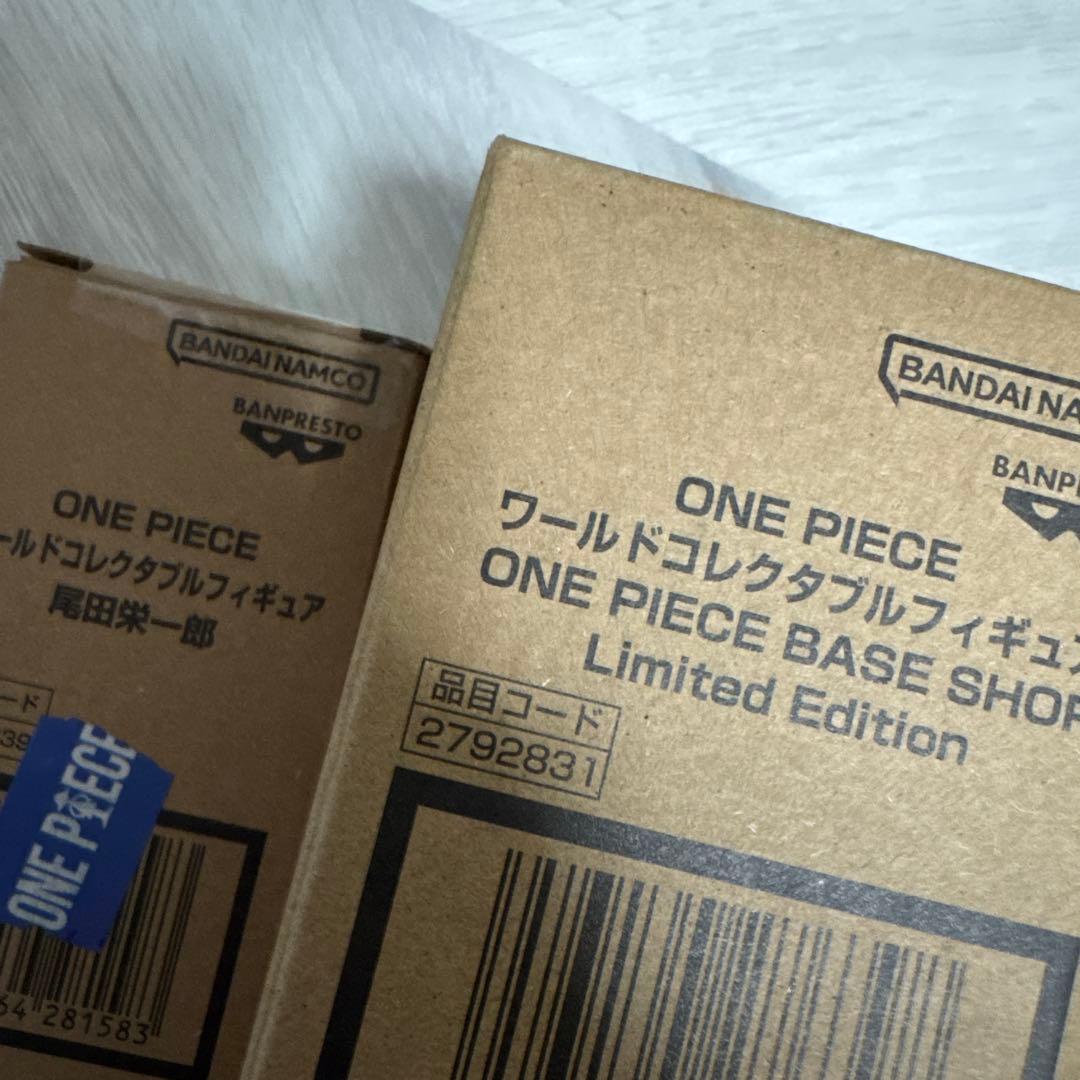 BANDAI NAMCO
BANPRESTO
ONE PIECE
ールドコレクタブルフィギュア
尾田栄一郎
ード
39
ONE PIECE
64 281583
BANDAI NA
BANP
ONE PIECE
ワールドコレクタブルフィギュア
ONE PIECE BASE SHOP
Limited Edition
品目コード
2792831